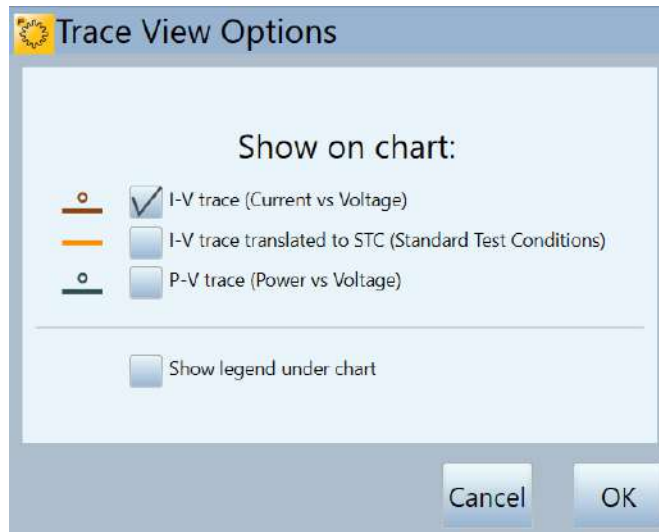 Trace View Options
Show on chart:
I-V trace (Current vs Voltage)
I-V trace translated to STC (Standard Test Conditions)
P-V trace (Power vs Voltage)
Show legend under chart
Cancel
OK